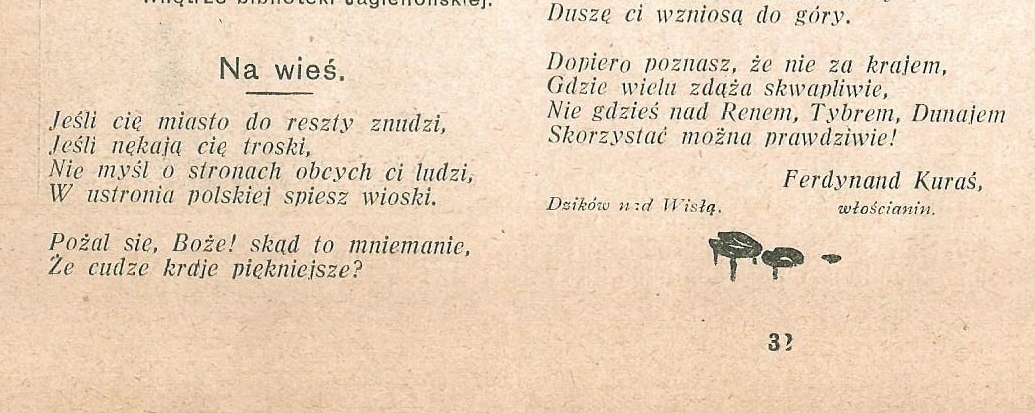 Wnętrze biblioteki Jagiellońskiej.
Na wieś.
Jeśli cię miasto do reszty znudzi,
Jeśli nękają cię troski,
Nie myśl o stronach obcych ci ludzi,
W ustronia polskiej spiesz wioski.
Pożal się, Boże! skąd to mniemanie,
Że cudze kraje piękniejsze?
Duszę ci wzniosą do góry.
Dopiero poznasz, że nie za krajem,
Gdzie wielu zdąża skwapliwie,
Nie gdzieś nad Renem, Tybrem, Dunajem
Skorzystać można prawdziwie!
Ferdynand Kuraś,
Dzików nad Wisłą.
włościanin.